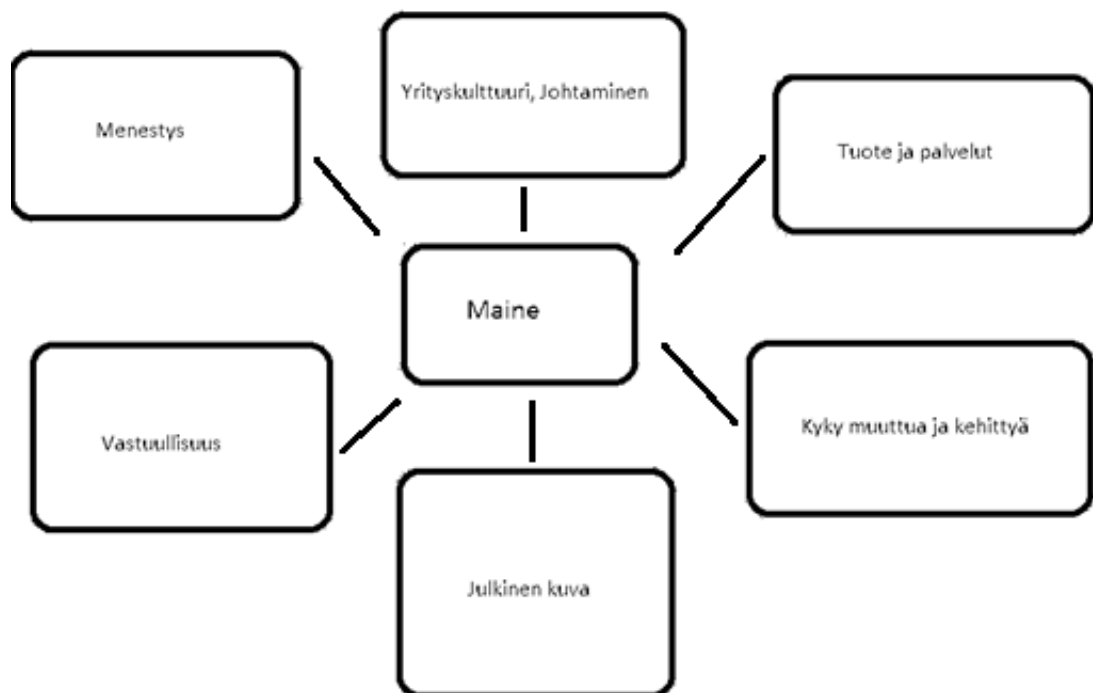 Yrityskulttuuri, Johtaminen
Menestys
Tuote ja palvelut
Maine
Vastuullisuus
Kyky muuttua ja kehittyä
Julkinen kuva